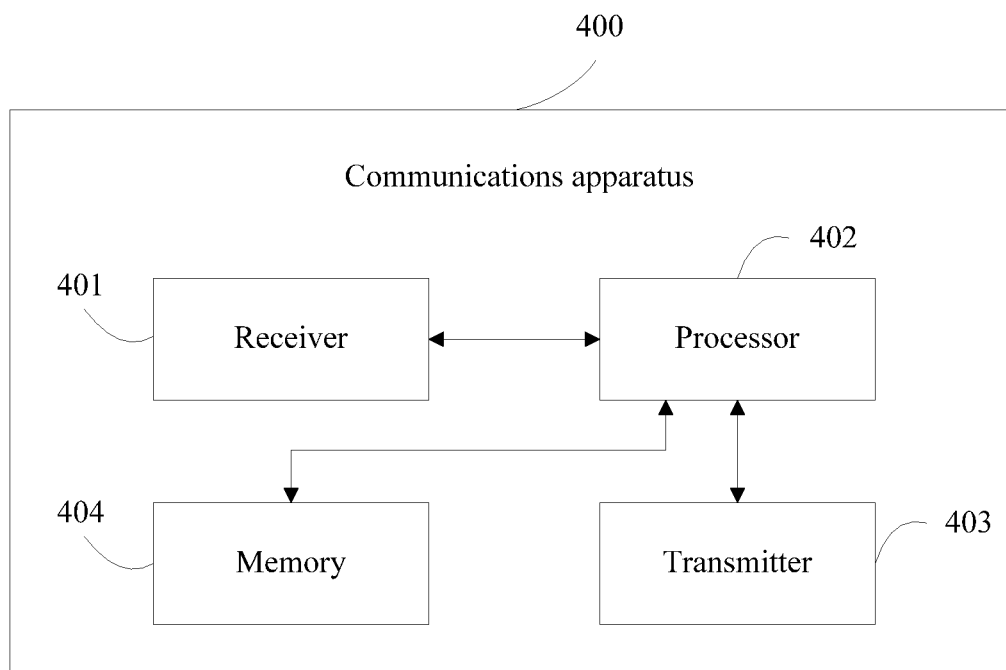 400
Communications apparatus
402
401
Receiver
Processor
404
403
Memory
Transmitter